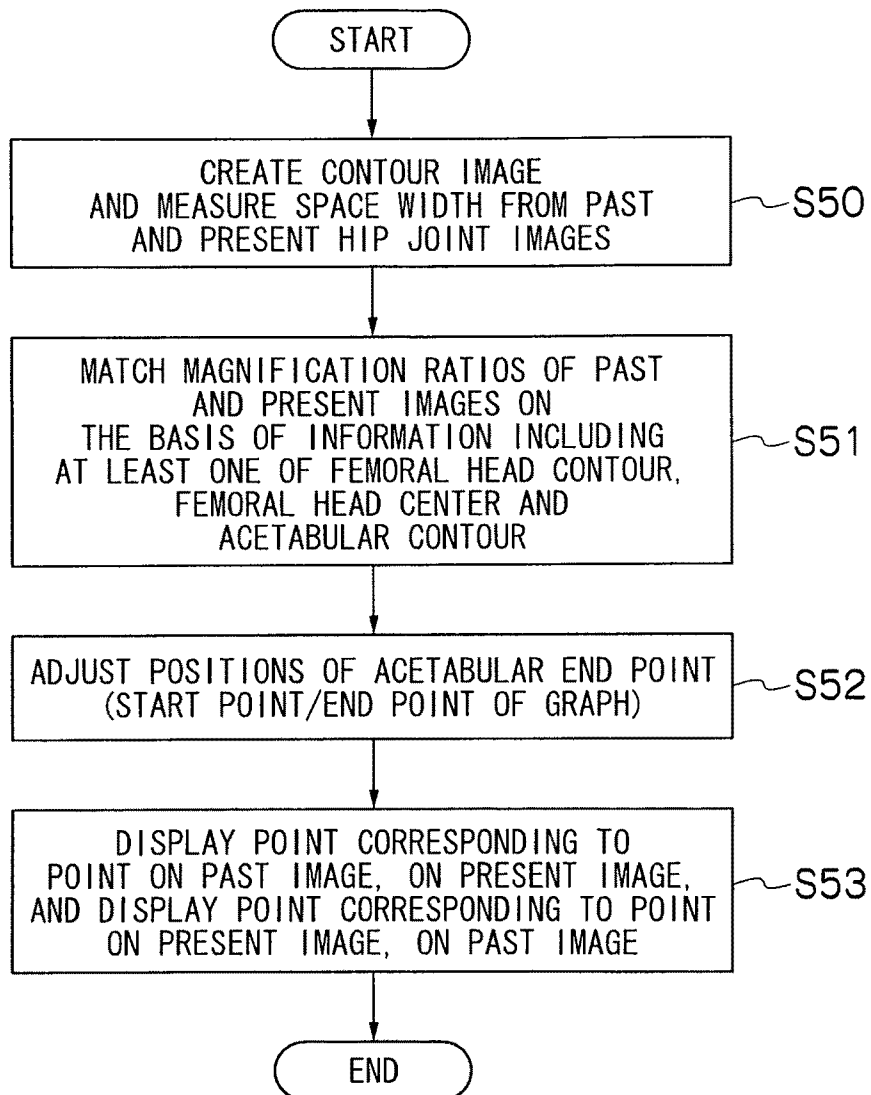 START
CREATE CONTOUR IMAGE
AND MEASURE SPACE WIDTH FROM PAST
AND PRESENT HIP JOINT IMAGES
S50
MATCH MAGNIFICATION RATIOS OF PAST
AND PRESENT IMAGES ON
THE BASIS OF INFORMATION INCLUDING
AT LEAST ONE OF FEMORAL HEAD CONTOUR,
FEMORAL HEAD CENTER AND
ACETABULAR CONTOUR
S51
ADJUST POSITIONS OF ACETABULAR END POINT
(START POINT/END POINT OF GRAPH)
S52
DISPLAY POINT CORRESPONDING TO
POINT ON PAST IMAGE, ON PRESENT IMAGE,
AND DISPLAY POINT CORRESPONDING TO POINT
ON PRESENT IMAGE, ON PAST IMAGE
S53
END